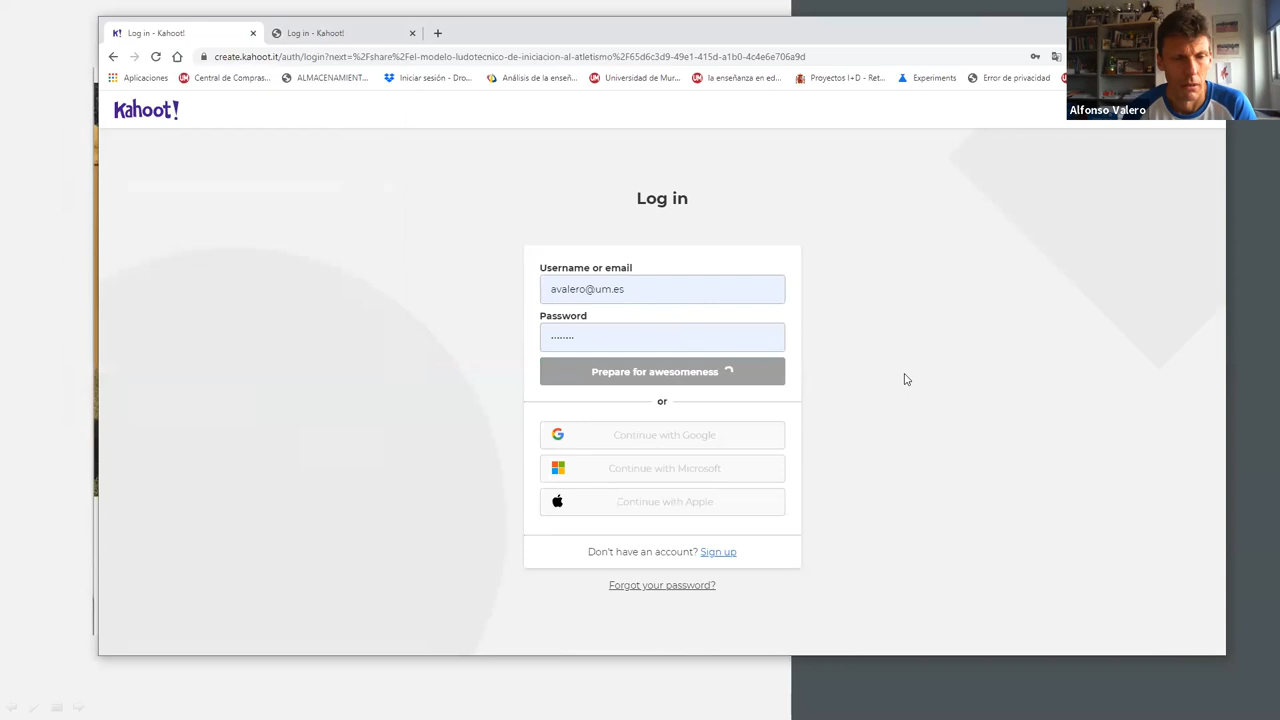 Log in - Kahoot!
Log in - Kahoot!
create.kahoot.it/auth/login?next=%2Fshare%2Fel-modelo-ludotecnico-de-iniciacion-al-atletismo%2F65d6c3d9-49e1-415d-a1b0-4c4e6e706a9d
Aplicaciones
Central de Compras...
ALMACENAMIENT...
Iniciar sesión - Dro...
Análisis de la enseñ...
Universidad de Mur...
la enseñanza en ed...
Proyectos I+D - Ret...
Experiments
Error de privacidad
Alfonso Valero
Kahoot!
Log in
Username or email
avalero@um.es
Password
Prepare for awesomeness
or
Continue with Google
Continue with Microsoft
Continue with Apple
Don't have an account? Sign up
Forgot your password?